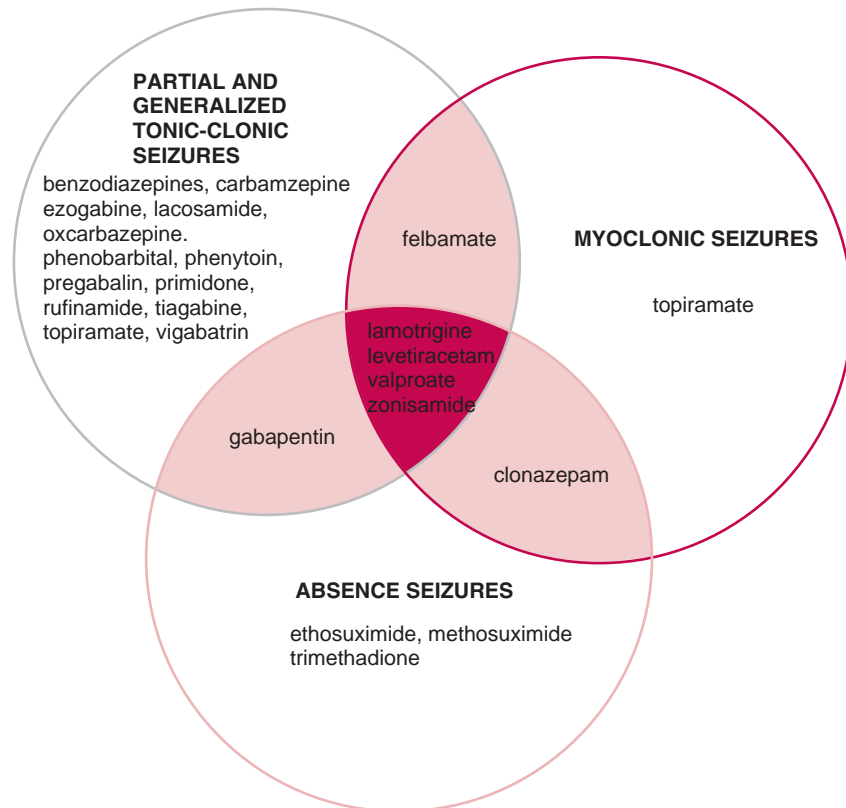 PARTIAL AND
GENERALIZED
TONIC-CLONIC
SEIZURES
benzodiazepines, carbamzepine
ezogabine, lacosamide,
oxcarbazepine.
phenobarbital, phenytoin,
pregabalin, primidone,
rufinamide, tiagabine,
topiramate, vigabatrin
felbamate
MYOCLONIC SEIZURES
topiramate
lamotrigine
levetiracetam
valproate
zonisamide
gabapentin
clonazepam
ABSENCE SEIZURES
ethosuximide, methosuximide
trimethadione